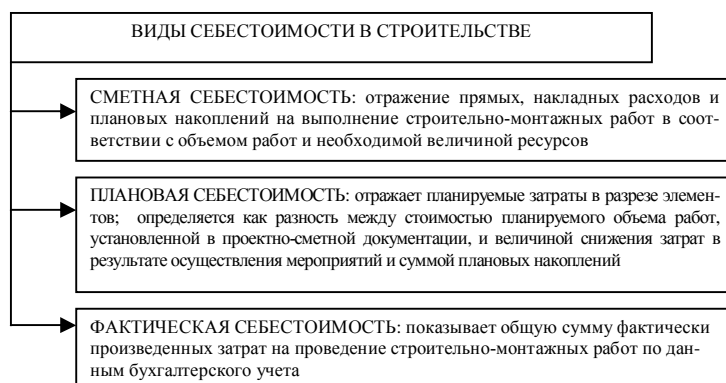 ВИДЫ СЕБЕСТОИМОСТИ В СТРОИТЕЛЬСТВЕ
СМЕТНАЯ СЕБЕСТОИМОСТЬ: отражение прямых, накладных расходов и
плановых накоплений на выполнение строительно-монтажных работ в соот-
ветствии с объемом работ и необходимой величиной ресурсов
ПЛАНОВАЯ СЕБЕСТОИМОСТЬ: отражает планируемые затраты в разрезе элемен-
тов; определяется как разность между стоимостью планируемого объема работ,
установленной в проектно-сметной документации, и величиной снижения затрат в
результате осуществления мероприятий и суммой плановых накоплений
ФАКТИЧЕСКАЯ СЕБЕСТОИМОСТЬ: показывает общую сумму фактически
произведенных затрат на проведение строительно-монтажных работ по дан-
ным бухгалтерского учета